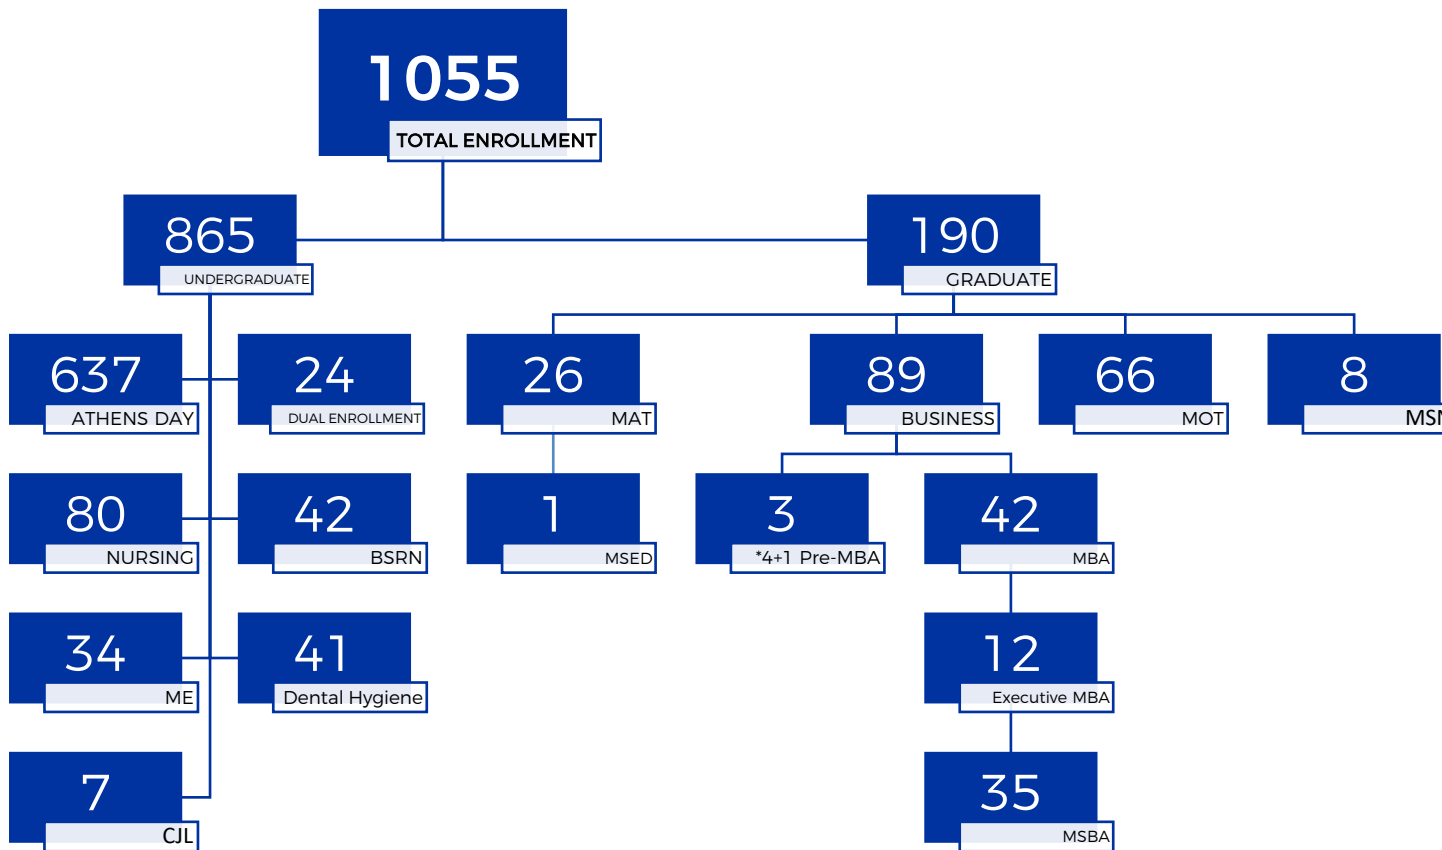 1055
TOTAL ENROLLMENT
865
UNDERGRADUATE
190
GRADUATE
637
ATHENS DAY
24
DUAL ENROLLMENT
26
MAT
89
BUSINESS
66
MOT
8
MSN
80
NURSING
42
BSRN
1
MSED
3
*4+1 Pre-MBA
42
MBA
34
ME
41
Dental Hygiene
12
Executive MBA
7
CJL
35
MSBA